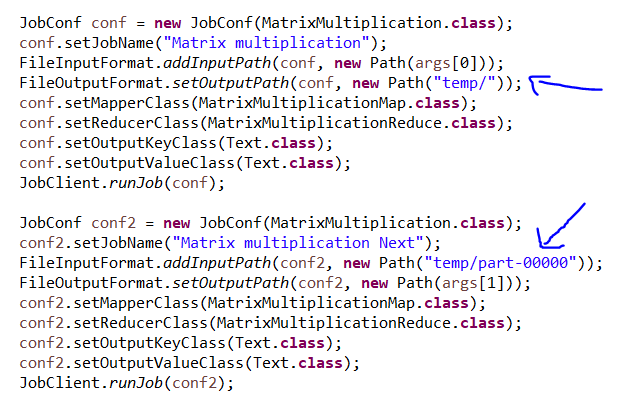 JobConf conf = new JobConf(MatrixMultiplication.class);
conf.setJobName("Matrix multiplication");
FileInputFormat.addInputPath(conf, new Path(args[0]));
FileOutputFormat.setOutputPath(conf, new Path("temp/"));
conf.setMapperClass(MatrixMultiplicationMap.class);
conf.setReducerClass(MatrixMultiplicationReduce.class);
conf.setOutputKeyClass(Text.class);
conf.setOutputValueClass(Text.class);
JobClient.runJob(conf);
JobConf conf2 = new JobConf(MatrixMultiplication.class);
conf2.setJobName("Matrix multiplication Next");
FileInputFormat.addInputPath(conf2, new Path("temp/part-00000"));
FileOutputFormat.setOutputPath(conf2, new Path(args[1]));
conf2.setMapperClass(MatrixMultiplicationMap.class);
conf2.setReducerClass(MatrixMultiplicationReduce.class);
conf2.setOutputKeyClass(Text.class);
conf2.setOutputValueClass(Text.class);
JobClient.runJob(conf2);